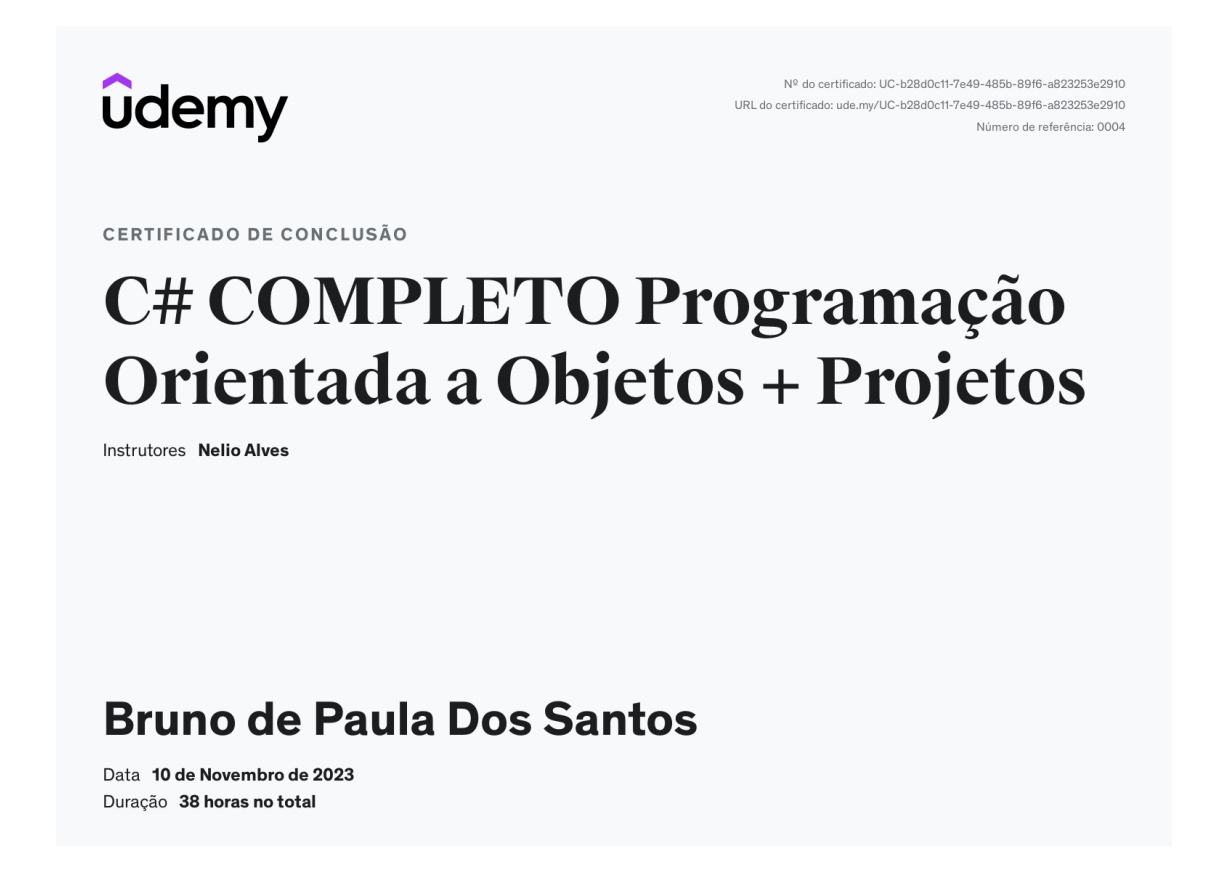 ûdemy
Nº do certificado: UC-b28d0c11-7e49-485b-89f6-a823253e2910
URL do certificado: ude.my/UC-b28d0c11-7e49-485b-89f6-a823253e2910
Número de referência: 0004
CERTIFICADO DE CONCLUSÃO
C# COMPLETO Programação
Orientada a Objetos + Projetos
Instrutores Nelio Alves
Bruno de Paula Dos Santos
Data 10 de Novembro de 2023
Duração 38 horas no total